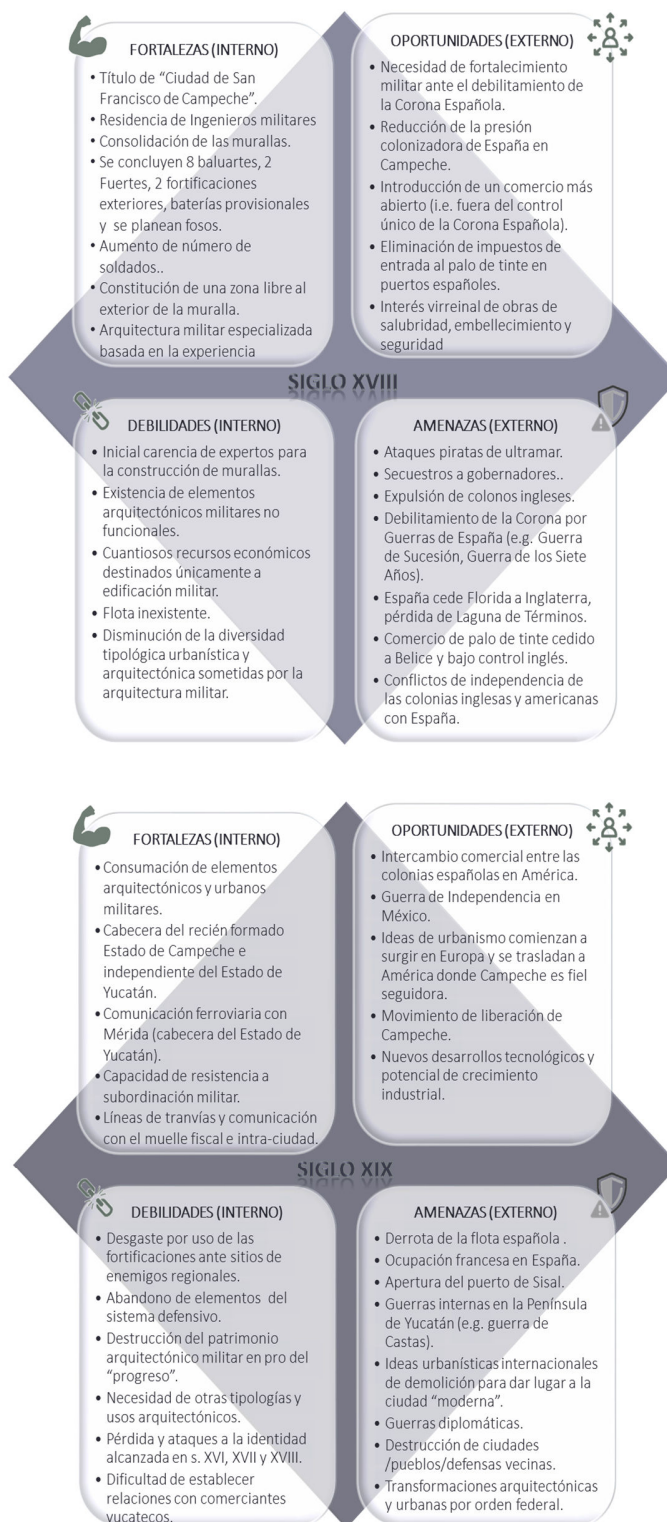 FORTALEZAS (INTERNO)
• Título de “Ciudad de San
Francisco de Campeche”.
• Residencia de Ingenieros militares
• Consolidación de las murallas.
• Se concluyen 8 baluartes, 2
Fuertes, 2 fortificaciones
exteriores, baterías provisionales
y se planean fosos.
• Aumento de número de
soldados..
• Constitución de una zona libre al
exterior de la muralla.
• Arquitectura militar especializada
basada en la experiencia
OPORTUNIDADES (EXTERNO)
• Necesidad de fortalecimiento
militar ante el debilitamiento de
la Corona Española.
• Reducción de la presión
colonizadora de España en
Campeche.
• Introducción de un comercio más
abierto (i.e. fuera del control
único de la Corona Española).
• Eliminación de impuestos de
entrada al palo de tinte en
puertos españoles.
• Interés virreinal de obras de
salubridad, embellecimiento y
seguridad
SIGLO XVIII
DEBILIDADES (INTERNO)
• Inicial carencia de expertos para
la construcción de murallas.
• Existencia de elementos
arquitectónicos militares no
funcionales.
• Cuantiosos recursos económicos
destinados únicamente a
edificación militar.
• Flota inexistente.
• Disminución de la diversidad
tipológica urbanística y
arquitectónica sometidas por la
arquitectura militar.
AMENAZAS (EXTERNO)
• Ataques piratas de ultramar.
• Secuestros a gobernadores..
• Expulsión de colonos ingleses.
• Debilitamiento de la Corona por
Guerras de España (e.g. Guerra
de Sucesión, Guerra de los Siete
Años).
• España cede Florida a Inglaterra,
pérdida de Laguna de Términos.
• Comercio de palo de tinte cedido
a Belice y bajo control inglés.
• Conflictos de independencia de
las colonias inglesas y americanas
con España.
FORTALEZAS (INTERNO)
• Consumación de elementos
arquitectónicos y urbanos
militares.
• Cabecera del recién formado
Estado de Campeche e
independiente del Estado de
Yucatán.
• Comunicación ferroviaria con
Mérida (cabecera del Estado de
Yucatán).
• Capacidad de resistencia a
subordinación militar.
• Líneas de tranvías y comunicación
con el muelle fiscal e intra-ciudad.
OPORTUNIDADES (EXTERNO)
• Intercambio comercial entre las
colonias españolas en América.
• Guerra de Independencia en
México.
• Ideas de urbanismo comienzan a
surgir en Europa y se trasladan a
América donde Campeche es fiel
seguidora.
• Movimiento de liberación de
Campeche.
• Nuevos desarrollos tecnológicos y
potencial de crecimiento
industrial.
SIGLO XIX
DEBILIDADES (INTERNO)
• Desgaste por uso de las
fortificaciones ante sitios de
enemigos regionales.
• Abandono de elementos del
sistema defensivo.
• Destrucción del patrimonio
arquitectónico militar en pro del
“progreso”.
• Necesidad de otras tipologías y
usos arquitectónicos.
• Pérdida y ataques a la identidad
alcanzada en s. XVI, XVII y XVIII.
• Dificultad de establecer
relaciones con comerciantes
yucatecos.
AMENAZAS (EXTERNO)
• Derrota de la flota española .
• Ocupación francesa en España.
• Apertura del puerto de Sisal.
• Guerras internas en la Península
de Yucatán (e.g. guerra de
Castas).
• Ideas urbanísticas internacionales
de demolición para dar lugar a la
ciudad “moderna”.
• Guerras diplomáticas.
• Destrucción de ciudades
/pueblos/defensas vecinas.
• Transformaciones arquitectónicas
y urbanas por orden federal.